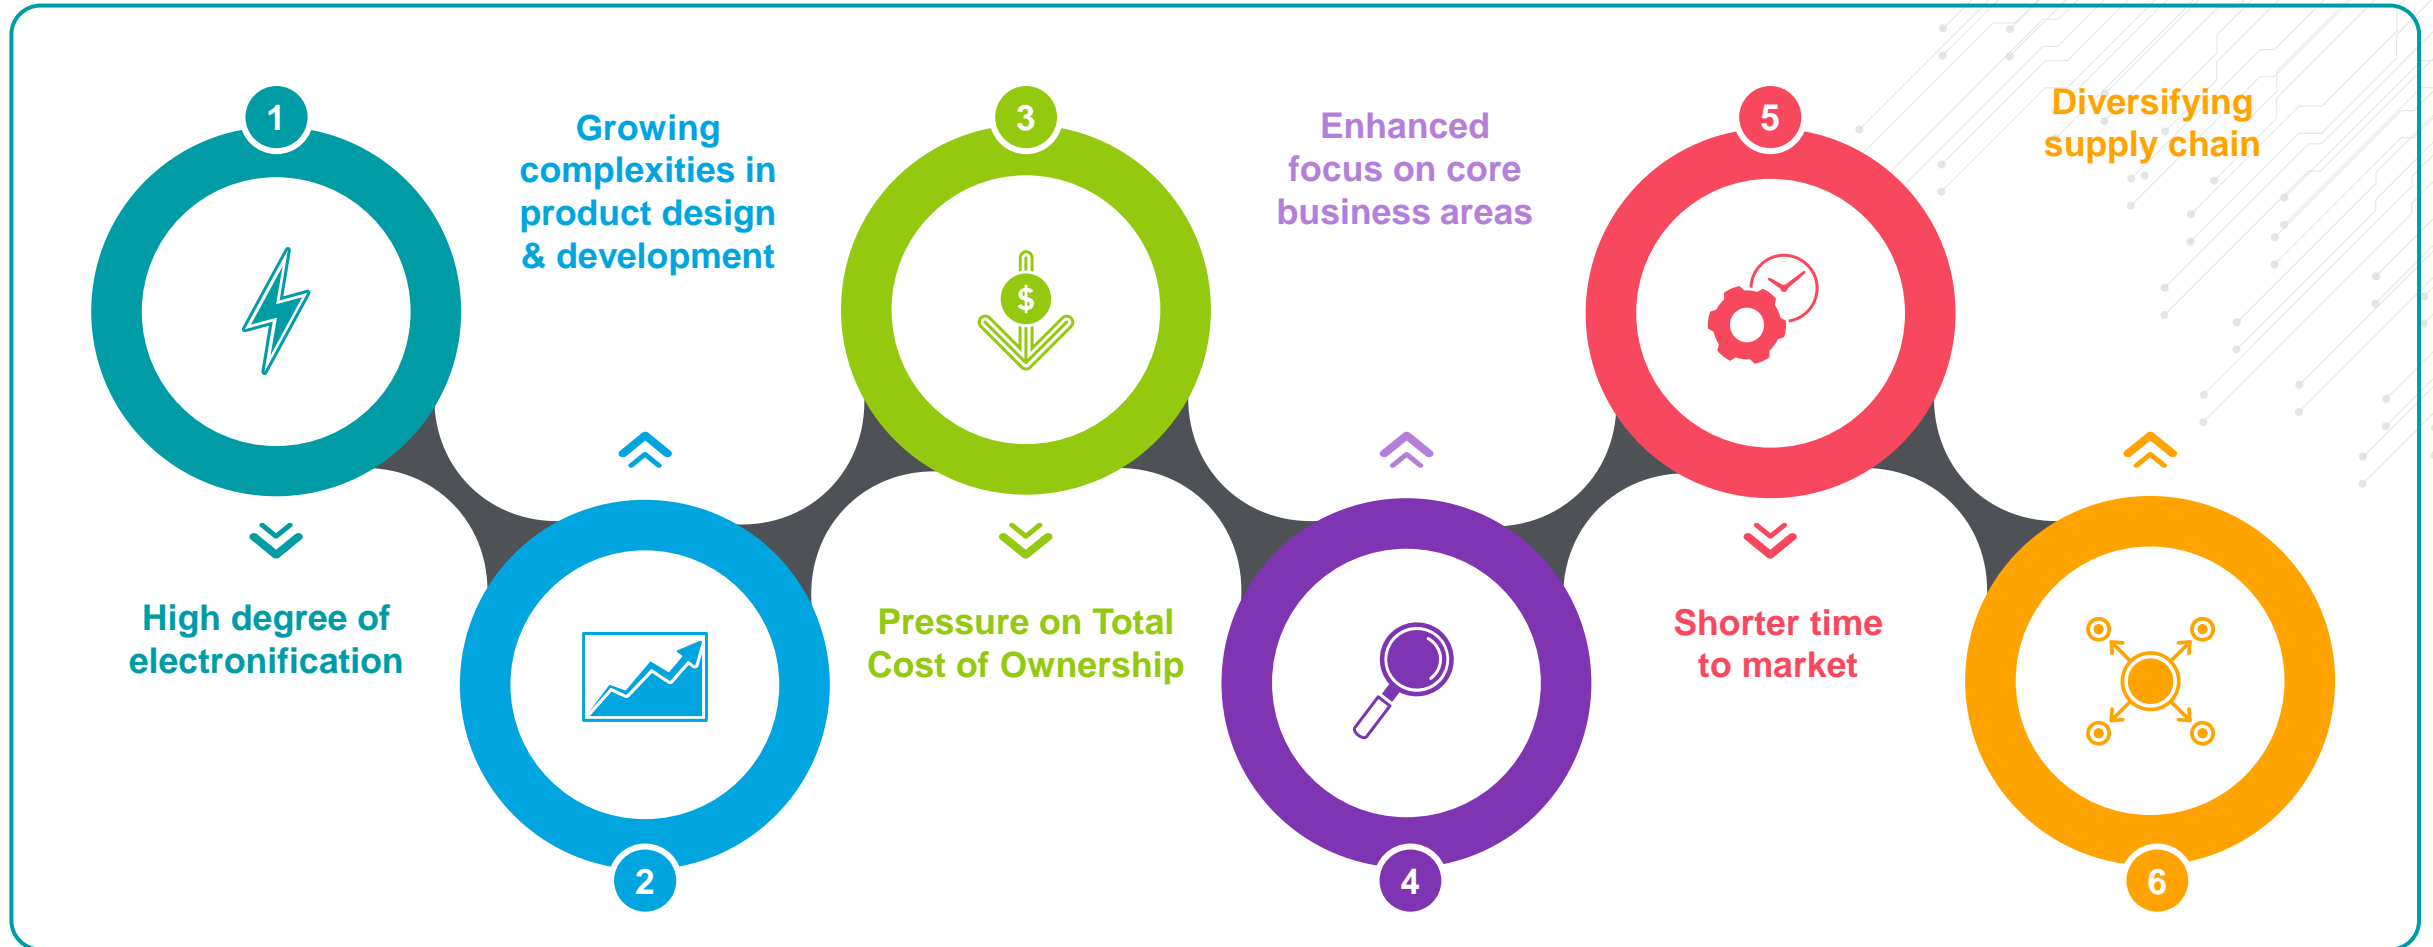 1
High degree of
electronification
Growing
complexities in
product design
& development
2
3
$
Pressure on Total
Cost of Ownership
Enhanced
focus on core
business areas
4
5
Shorter time
to market
Diversifying
supply chain
6